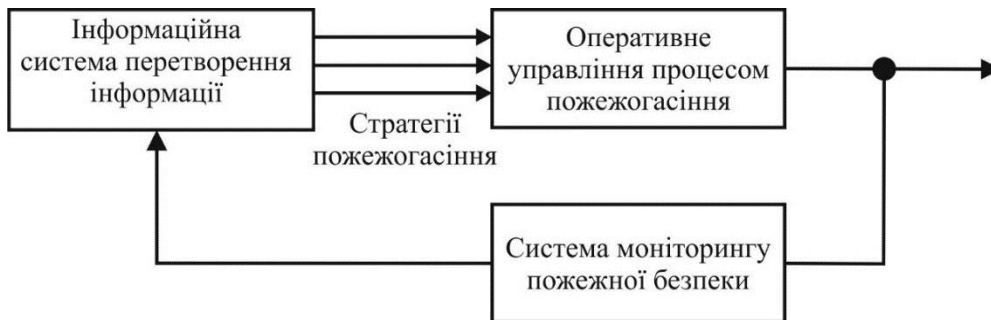 Інформаційна
система перетворення
інформації
Стратегії
пожежогасіння
Оперативне
управління процесом
пожежогасіння
Система моніторингу
пожежної безпеки